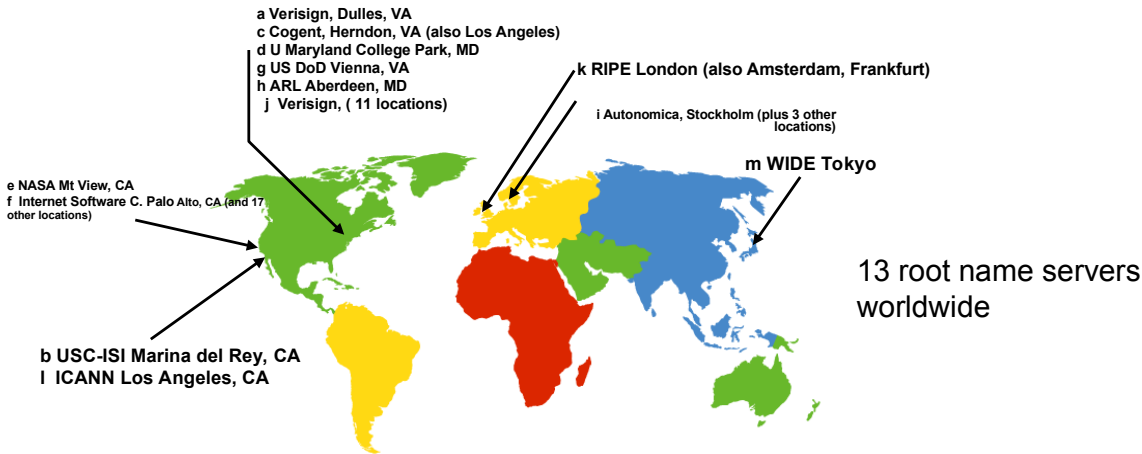 a Verisign, Dulles, VA
c Cogent, Herndon, VA (also Los Angeles)
d U Maryland College Park, MD
g US DoD Vienna, VA
h ARL Aberdeen, MD
j Verisign, ( 11 locations)
k RIPE London (also Amsterdam, Frankfurt)
i Autonomica, Stockholm (plus 3 other
locations)
m WIDE Tokyo
e NASA Mt View, CA
f Internet Software C. Palo Alto, CA (and 17
other locations)
13 root name servers
worldwide
b USC-ISI Marina del Rey, CA
l ICANN Los Angeles, CA